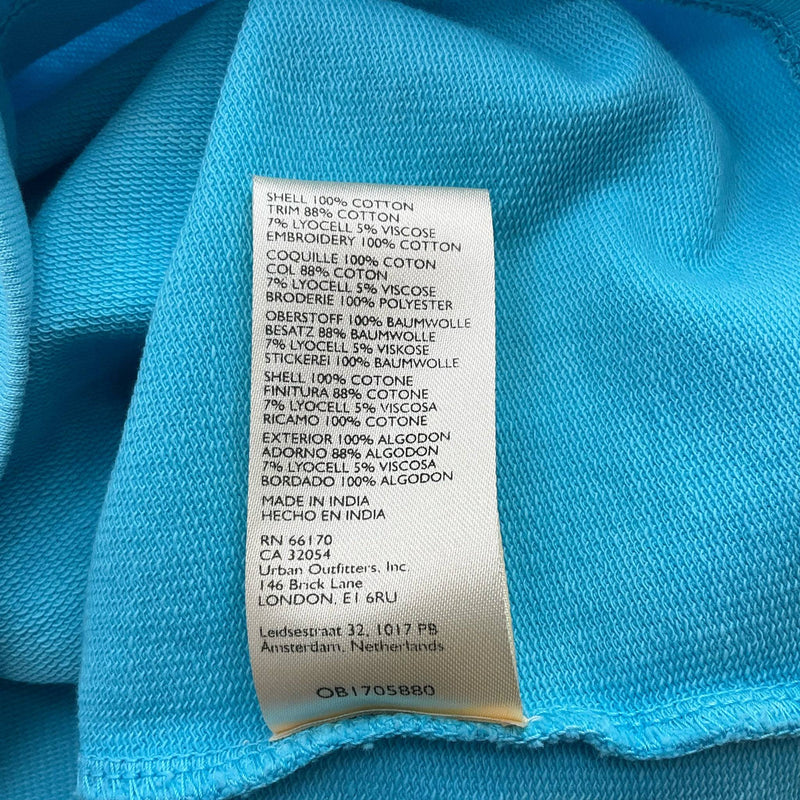 SHELL 100% COTTON
TRIM 88% COTTON
7% LYOCELL 5% VISCOSE
EMBROIDERY 100% COTTON
COQUILLE 100% COTON
COL 88% COTON
7% LYOCELL 5% VISCOSE
BRODERIE 100% POLYESTER
OBERSTOFF 100% BAUMWOLLE
BESATZ 88% BAUMWOLLE
7% LYOCELL 5% VISKOSE
STICKEREI 100% BAUMWOLLE
SHELL 100% COTONE
FINITURA 88% COTONE
7% LYOCELL 5% VISCOSA
RICAMO 100% COTONE
EXTERIOR 100% ALGODON
ADORNO 88% ALGODON
7% LYOCELL 5% VISCOSA
BORDADO 100% ALGODON
MADE IN INDIA
HECHO EN INDIA
RN 66170
CA 32054
Urban Outfitters, Inc.
146 Brick Lane
LONDON, E1 6RU
Leidsestraat 32, 1017 PB
Amsterdam, Netherlands
OB1705880